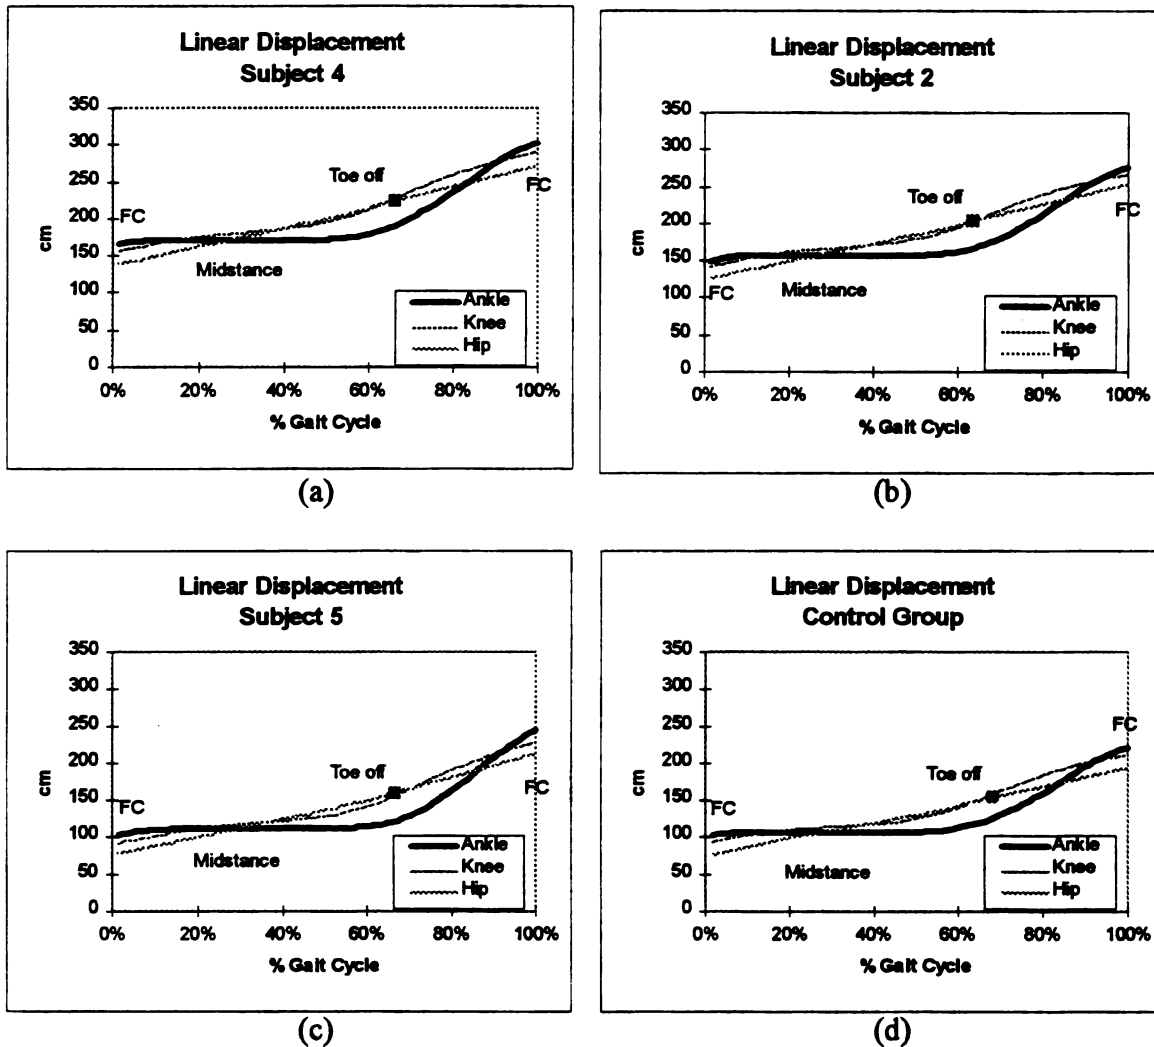 Linear Displacement
Subject 4
350
300
250
200
150
100
50
0
cm
FC
Toe off
FC
Midstance
Ankle
Knee
Hip
0%
20%
40%
60%
80%
100%
% Gait Cycle
(a)
Linear Displacement
Subject 2
350
300
250
200
150
100
50
0
cm
FC
Toe off
FC
Midstance
Ankle
Knee
Hip
0%
20%
40%
60%
80%
100%
% Gait Cycle
(b)
Linear Displacement
Subject 5
350
300
250
200
150
100
50
0
cm
FC
Toe off
FC
Midstance
Ankle
Knee
Hip
0%
20%
40%
60%
80%
100%
% Gait Cycle
(c)
Linear Displacement
Control Group
350
300
250
200
150
100
50
0
cm
FC
Toe off
FC
Midstance
Ankle
Knee
Hip
0%
20%
40%
60%
80%
100%
% Gait Cycle
(d)